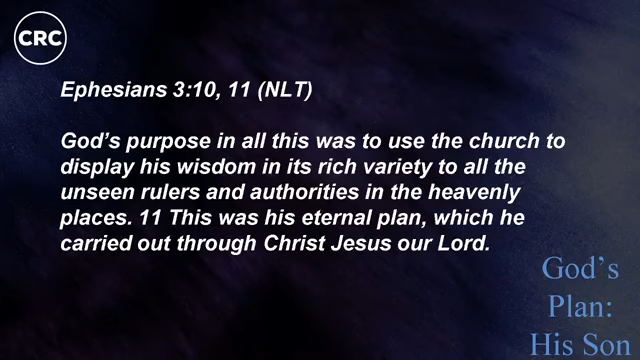 CRC
Ephesians 3:10, 11 (NLT)
God's purpose in all this was to use the church to
display his wisdom in its rich variety to all the
unseen rulers and authorities in the heavenly
places. 11 This was his eternal plan, which he
carried out through Christ Jesus our Lord.
God's
Plan:
His Son